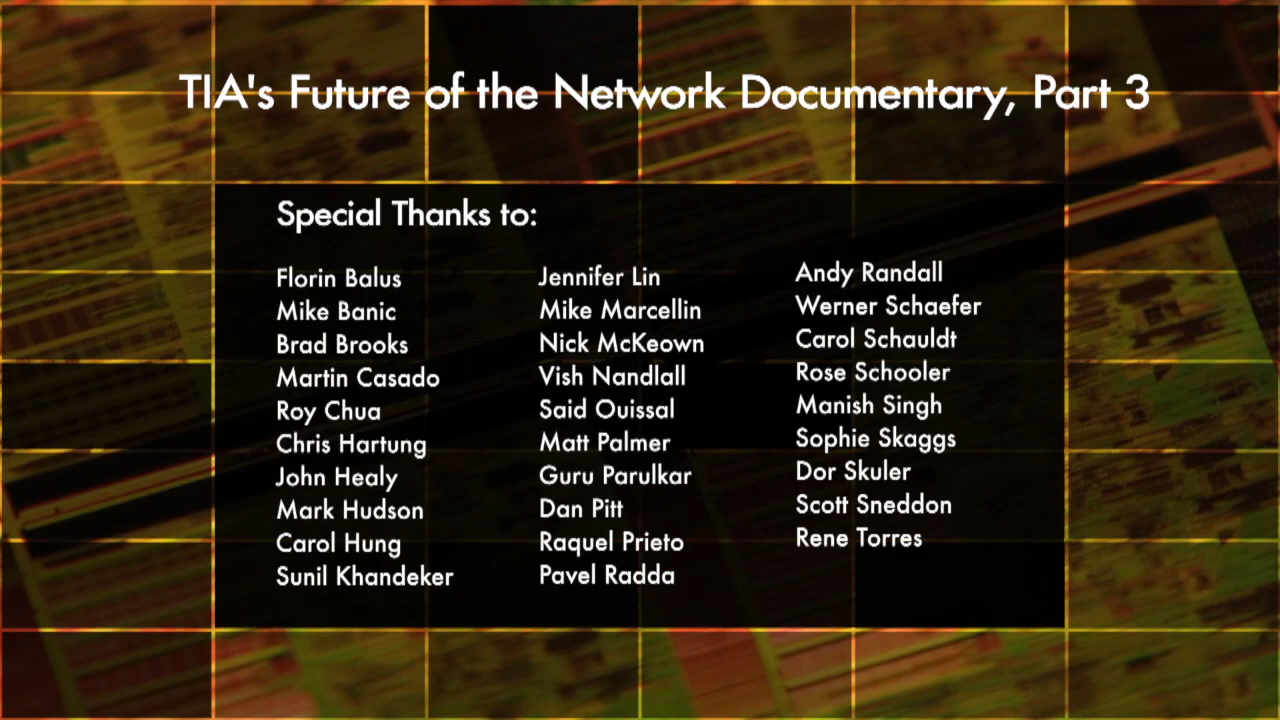 TIA's Future of the Network Documentary, Part 3
Special Thanks to:
Florin Balus
Mike Banic
Brad Brooks
Martin Casado
Roy Chua
Chris Hartung
John Healy
Mark Hudson
Carol Hung
Sunil Khandeker
Jennifer Lin
Mike Marcellin
Nick McKeown
Vish Nandlall
Said Ouissal
Matt Palmer
Guru Parulkar
Dan Pitt
Raquel Prieto
Pavel Radda
Andy Randall
Werner Schaefer
Carol Schauldt
Rose Schooler
Manish Singh
Sophie Skaggs
Dor Skuler
Scott Sneddon
Rene Torres